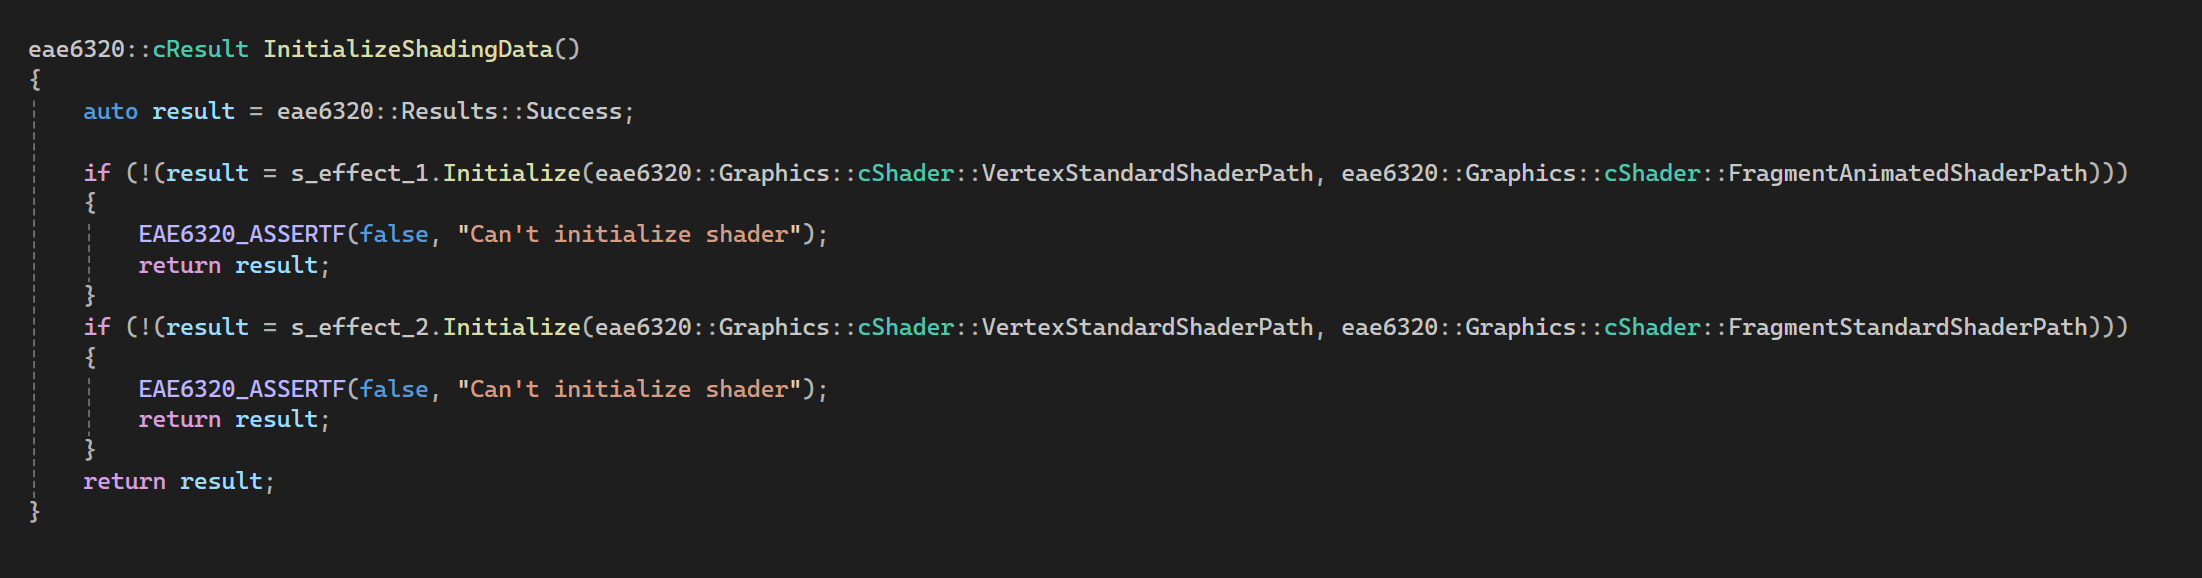 eae6320::cResult InitializeShadingData()
{
    auto result = eae6320::Results::Success;

    if (!(result = s_effect_1.Initialize(eae6320::Graphics::cShader::VertexStandardShaderPath, eae6320::Graphics::cShader::FragmentAnimatedShaderPath)))
    {
        EAE6320_ASSERTF(false, "Can't initialize shader");
        return result;
    }
    if (!(result = s_effect_2.Initialize(eae6320::Graphics::cShader::VertexStandardShaderPath, eae6320::Graphics::cShader::FragmentStandardShaderPath)))
    {
        EAE6320_ASSERTF(false, "Can't initialize shader");
        return result;
    }
    return result;
}